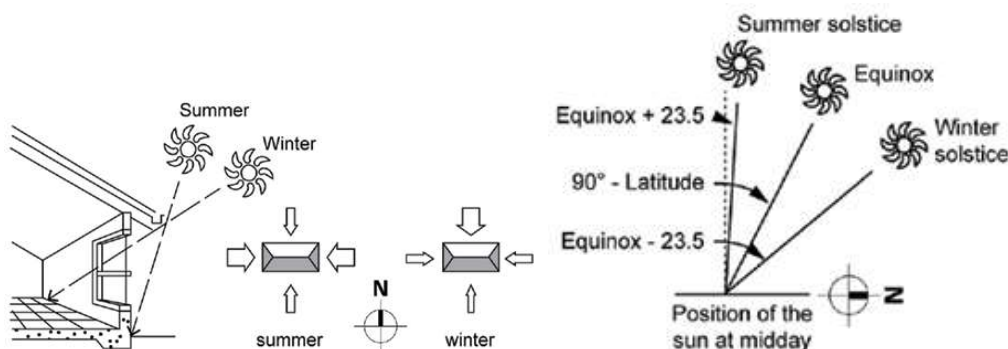 Summer
Winter
N
summer
winter
Summer solstice
Equinox
Equinox + 23.5
Winter
solstice
90° - Latitude
Equinox - 23.5
N
Position of the
sun at midday